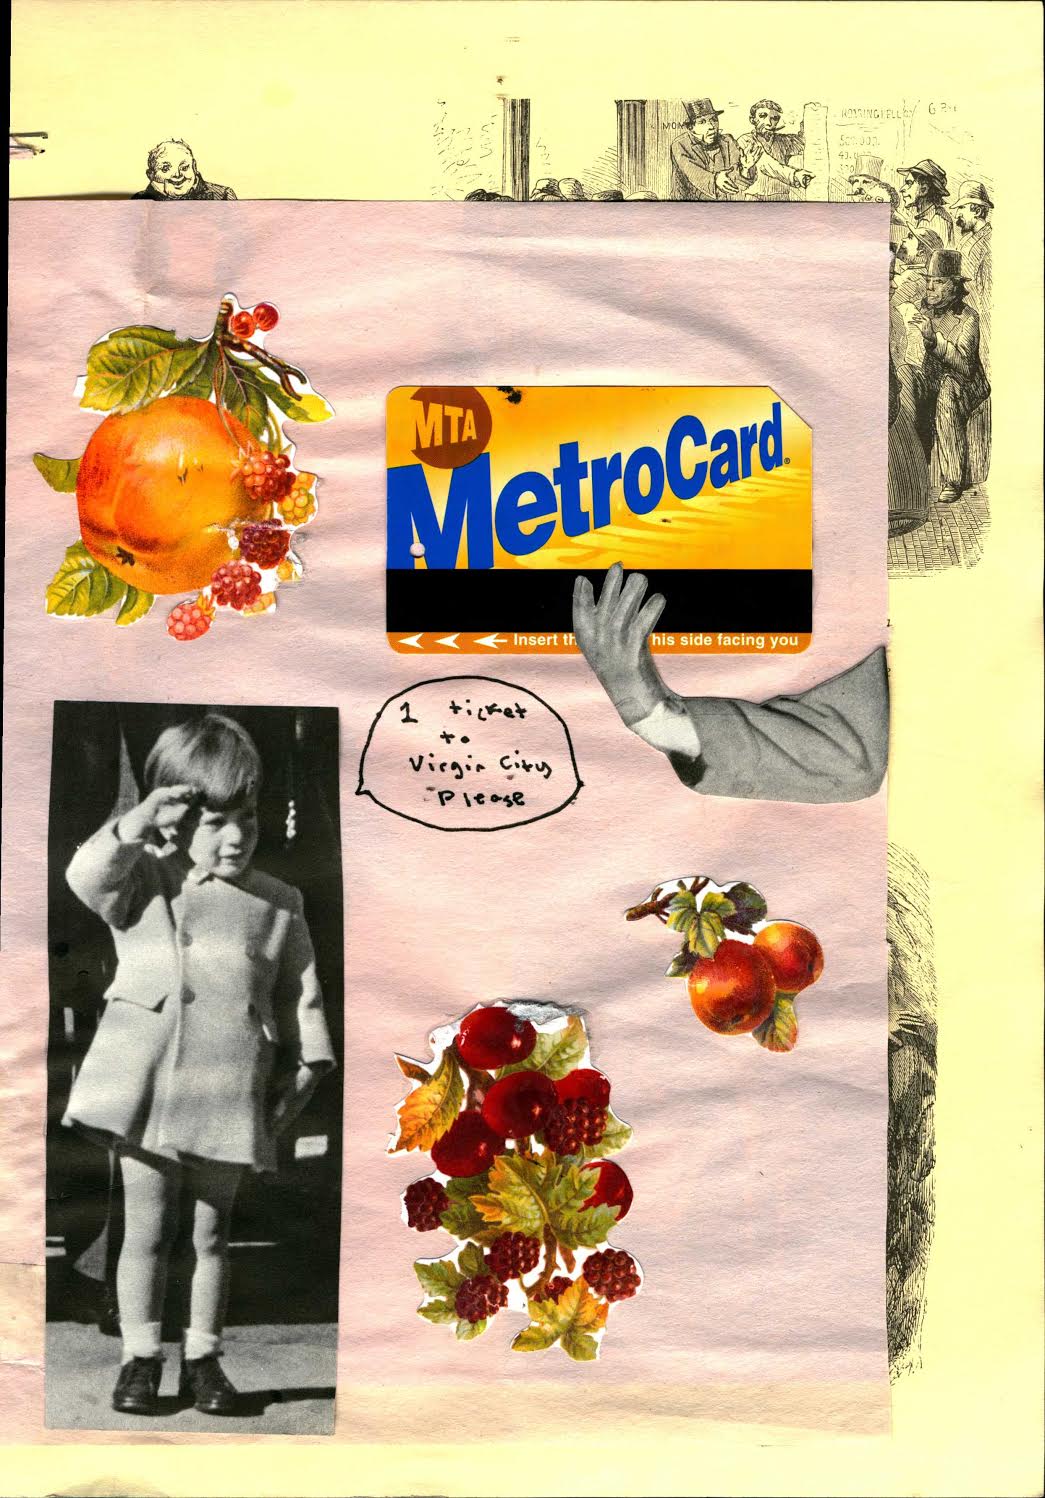 MTA
MetroCard®
Insert th his side facing you
1 ticket
to
Virgin City
Please